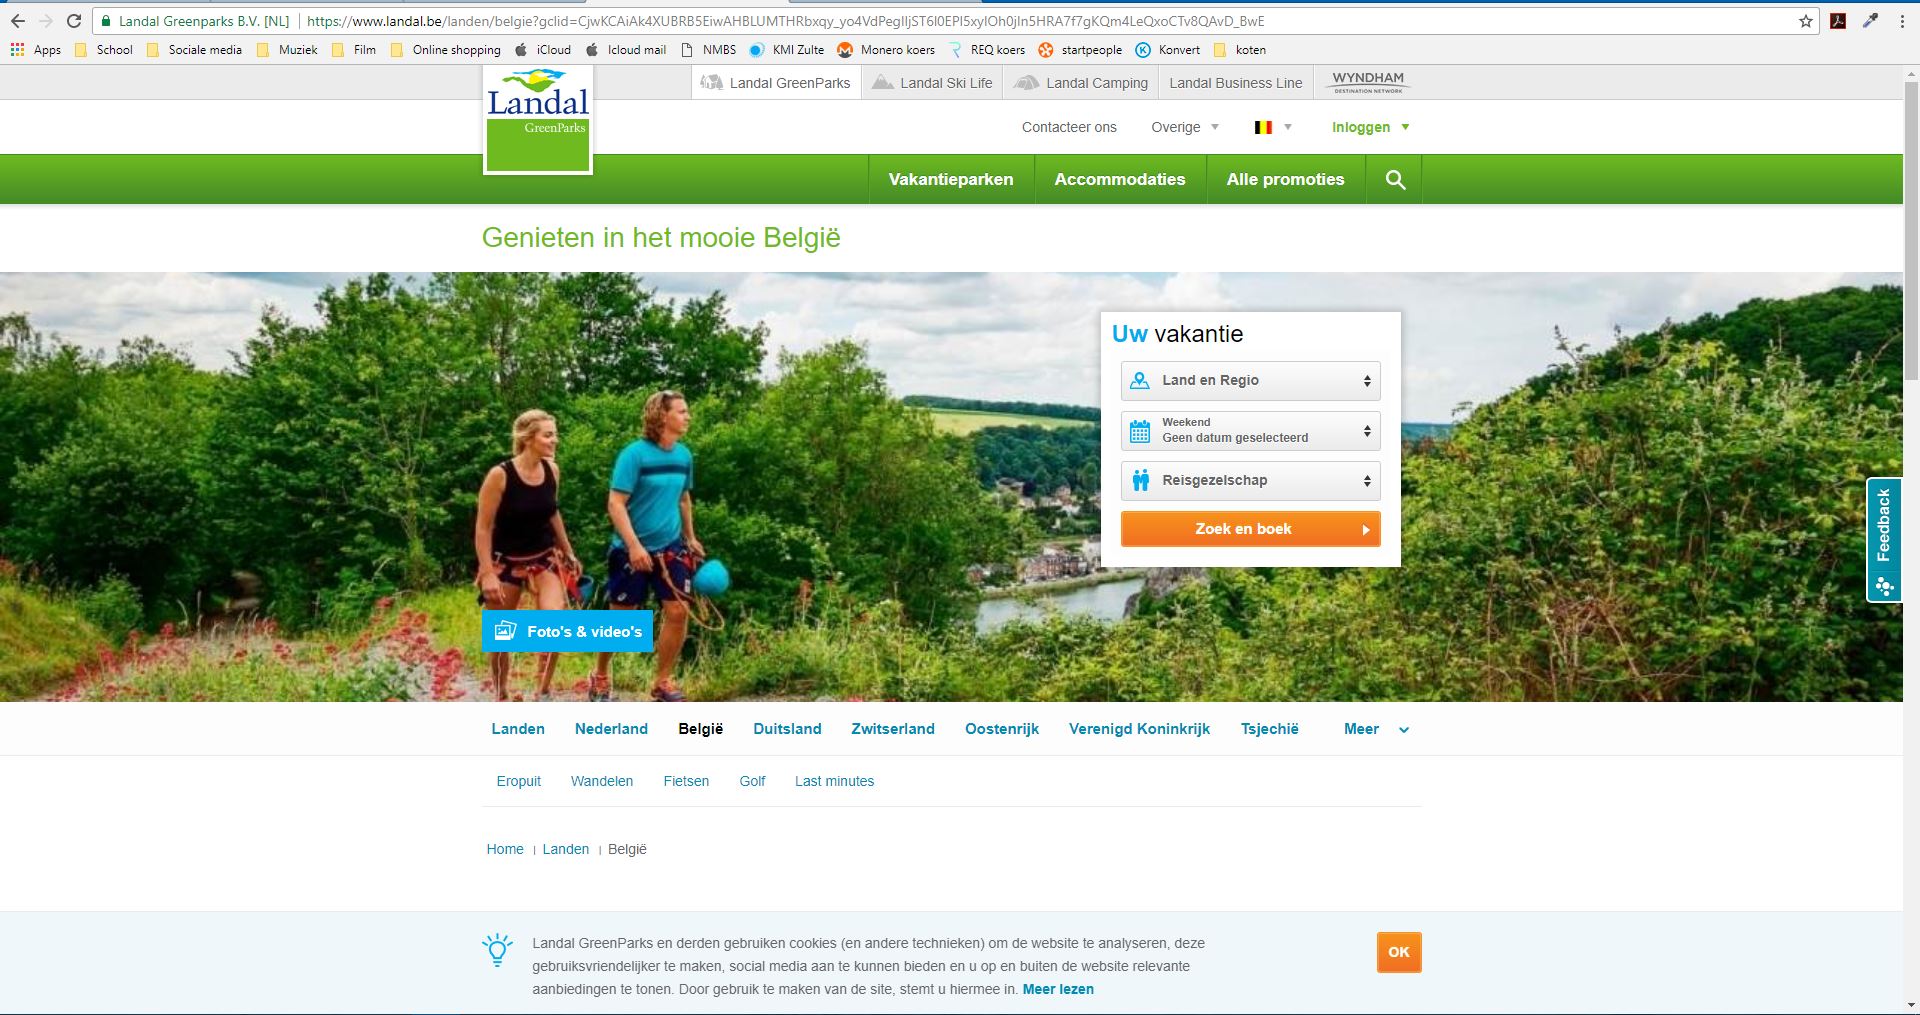 Landal Greenparks B.V. [NL] https://www.landal.be/landen/belgie?gclid=CjwKCAiAk4XUBRB5EiwAHBLUMTHRbxqy_yo4VdPegIIjST6l0EPl5xylOh0jln5HRA7f7gKQm4LeQxoCTv8QAvD_BwE
Apps School Sociale media Muziek Film Online shopping iCloud Icloud mail NMBS KMI Zulte Monero koers REQ koers startpeople Konvert koten
Landal GreenParks Landal Ski Life Landal Camping Landal Business Line WYNDHAM
DESTINATION NETWORK
Landal
GreenParks
Contacteer ons Overige Inloggen
Vakantieparken Accommodaties Alle promoties
Genieten in het mooie België
Uw vakantie
Land en Regio
Weekend
Geen datum geselecteerd
Reisgezelschap
Zoek en boek
Feedback
Foto's & video's
Landen Nederland België Duitsland Zwitserland Oostenrijk Verenigd Koninkrijk Tsjechië Meer
Eropuit Wandelen Fietsen Golf Last minutes
Home | Landen | België
Landal GreenParks en derden gebruiken cookies (en andere technieken) om de website te analyseren, deze
gebruiksvriendelijker te maken, social media aan te kunnen bieden en u op en buiten de website relevante
aanbiedingen te tonen. Door gebruik te maken van de site, stemt u hiermee in. Meer lezen
OK